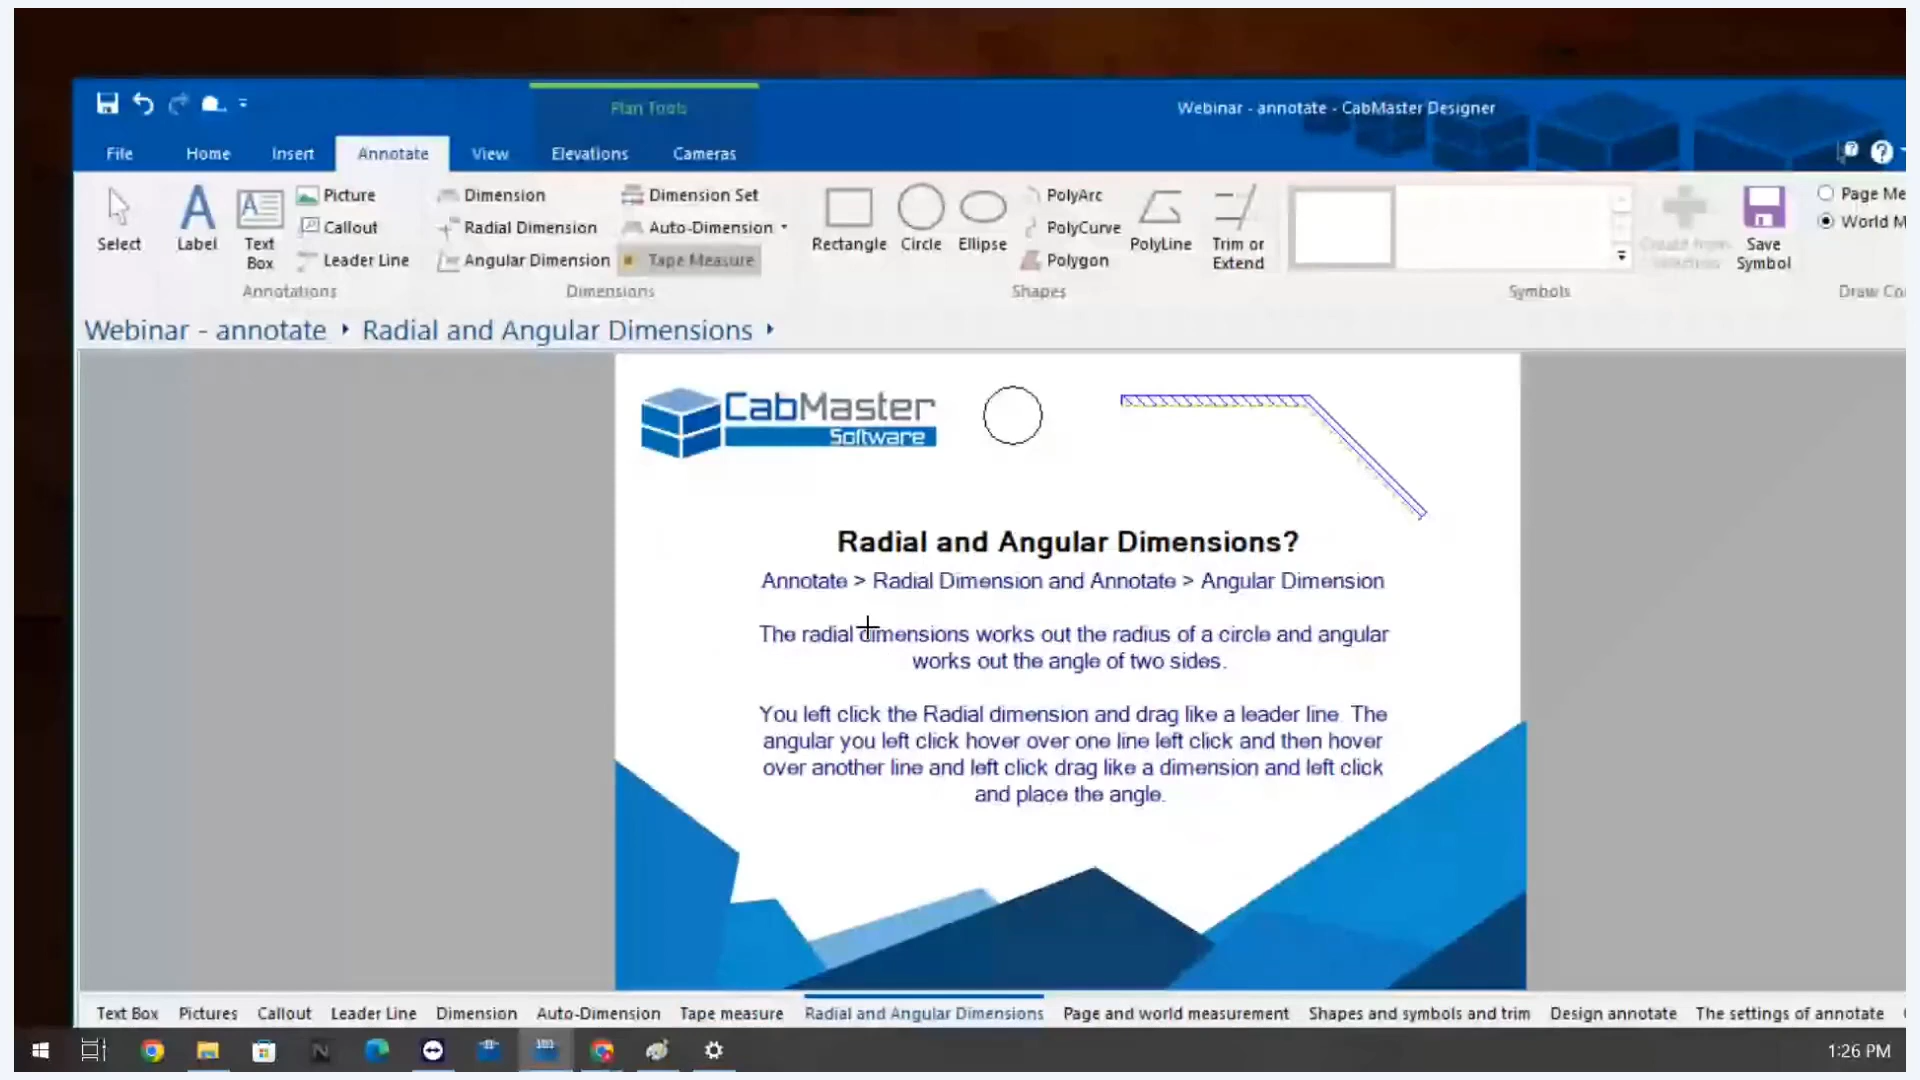 Plan Tools
Webinar - annotate - CabMaster Designer
File Home Insert Annotate View Elevations Cameras
Select
Label
Text Box
Picture
Callout
Leader Line
Annotations
Dimension
Radial Dimension
Angular Dimension
Dimension Set
Auto-Dimension
Tape Measure
Dimensions
Rectangle
Circle
Ellipse
PolyArc
PolyCurve
Polygon
PolyLine
Trim or Extend
Shapes
Symbols
Create from
Save Symbol
Page Me
World M
Draw Co
Webinar - annotate Radial and Angular Dimensions
CabMaster
Software
Radial and Angular Dimensions?
Annotate > Radial Dimension and Annotate > Angular Dimension
The radial dimensions works out the radius of a circle and angular
works out the angle of two sides.
You left click the Radial dimension and drag like a leader line. The
angular you left click hover over one line left click and then hover
over another line and left click drag like a dimension and left click
and place the angle.
Text Box Pictures Callout Leader Line Dimension Auto-Dimension Tape measure Radial and Angular Dimensions Page and world measurement Shapes and symbols and trim Design annotate The settings of annotate
1:26 PM